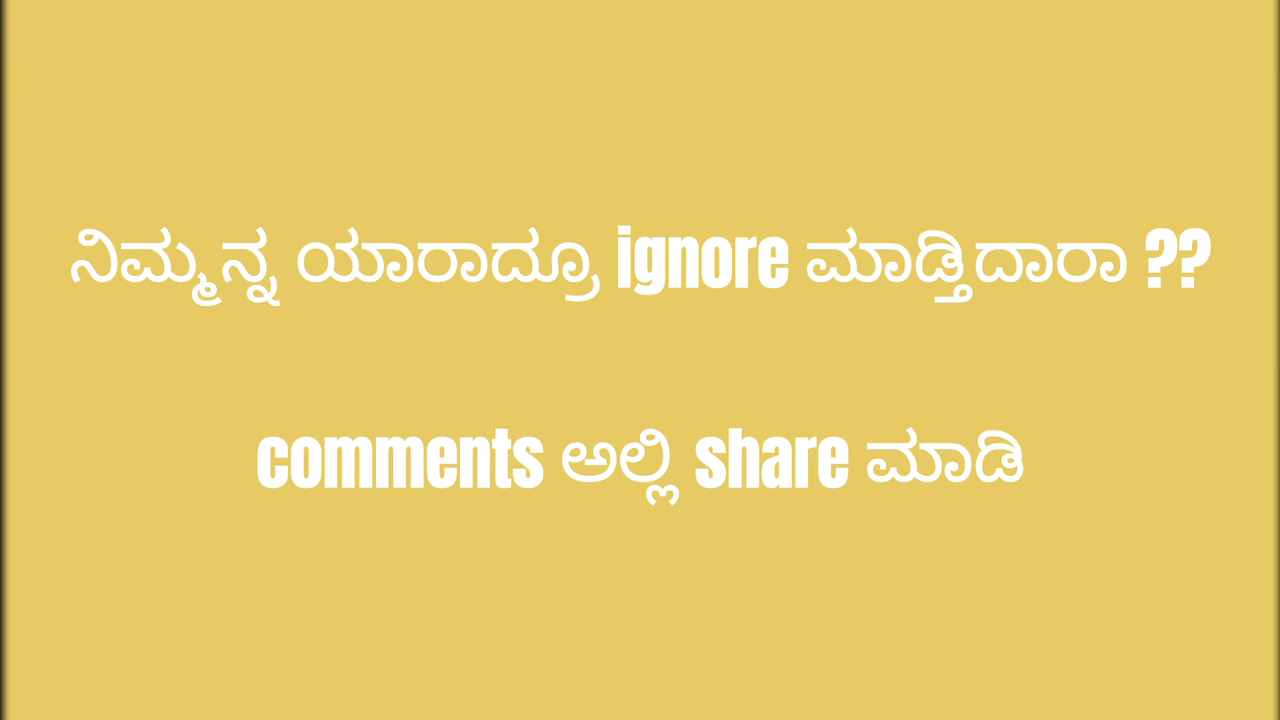 ನಿಮ್ಮನ್ನ ಯಾರಾದ್ರೂ ignore ಮಾಡ್ತಿದಾರಾ ??
comments ಅಲ್ಲಿ share ಮಾಡಿ